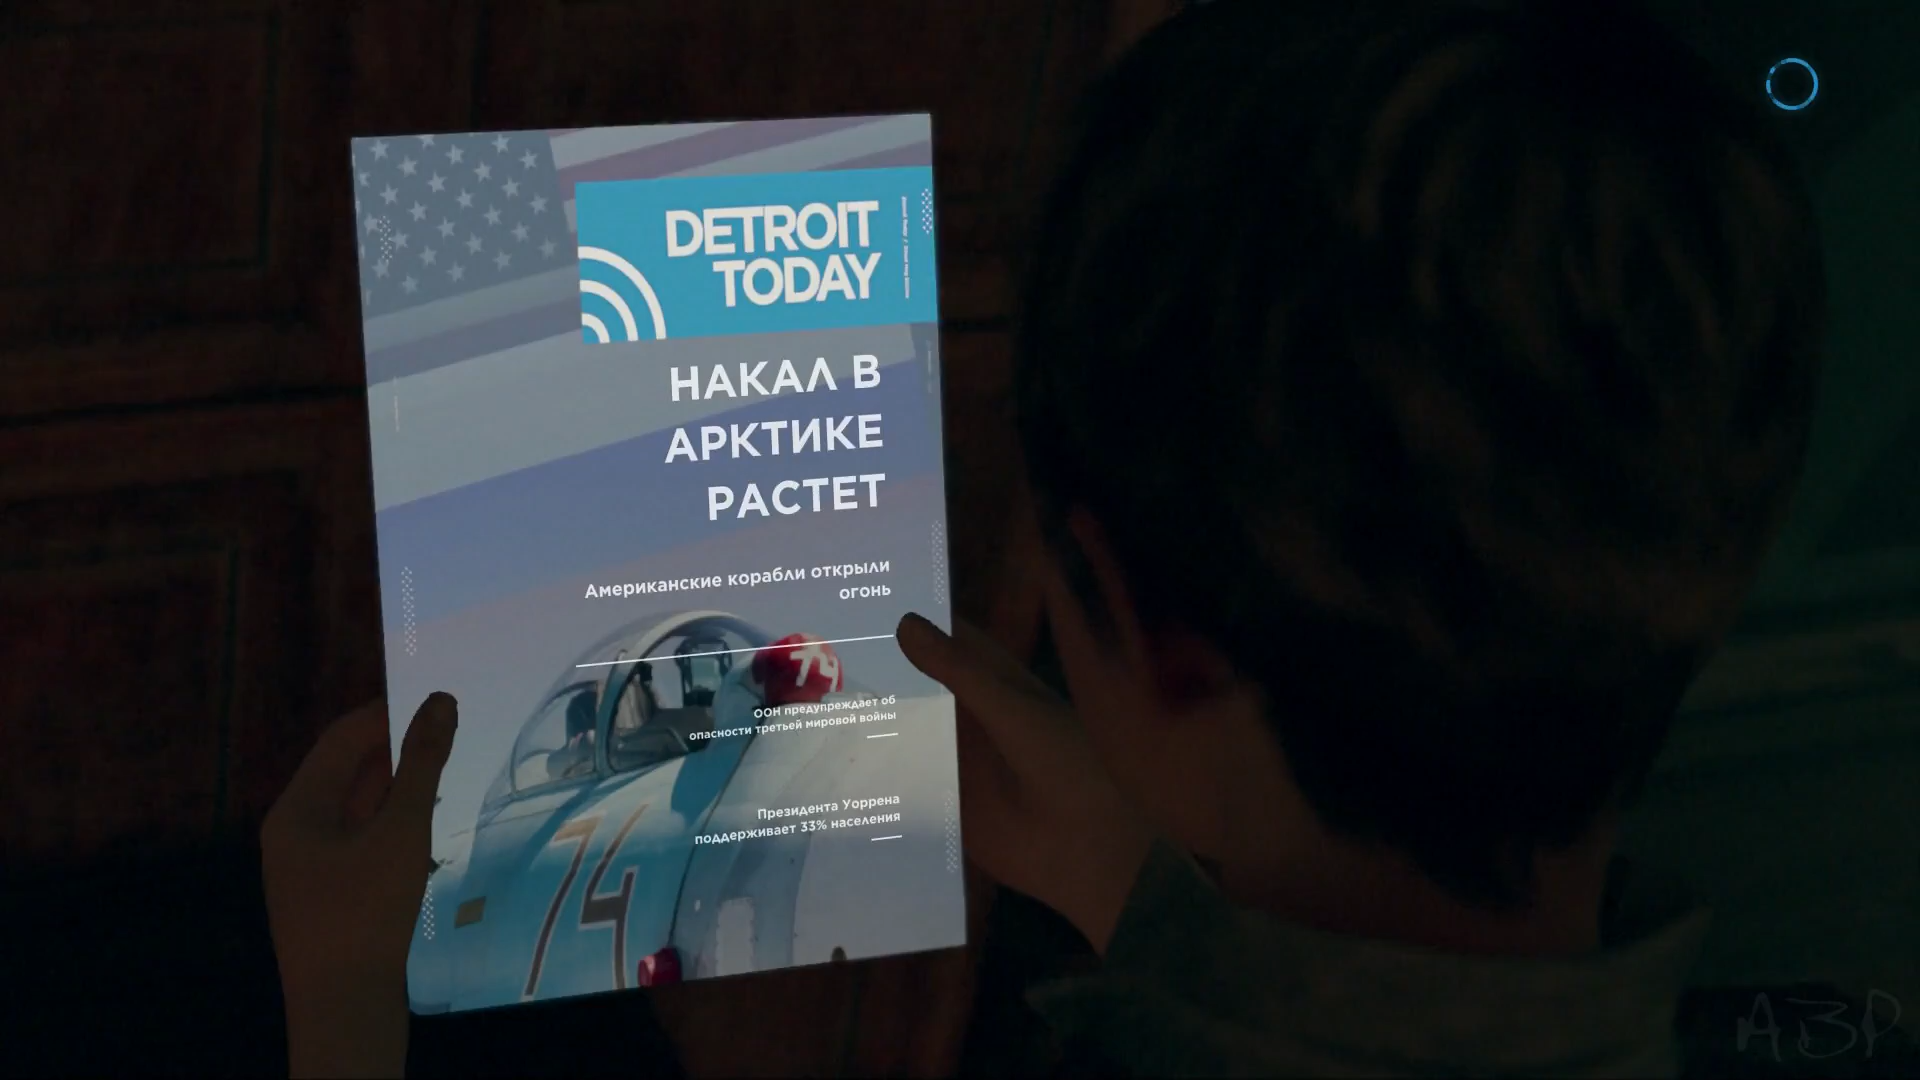 DETROIT
TODAY
НАКАЛ В
АРКТИКЕ
РАСТЕТ
Американские корабли открыли
огонь
74
ООН предупреждает об
опасности третьей мировой войны
Президента Уоррена
поддерживает 33% населения
74
АВР